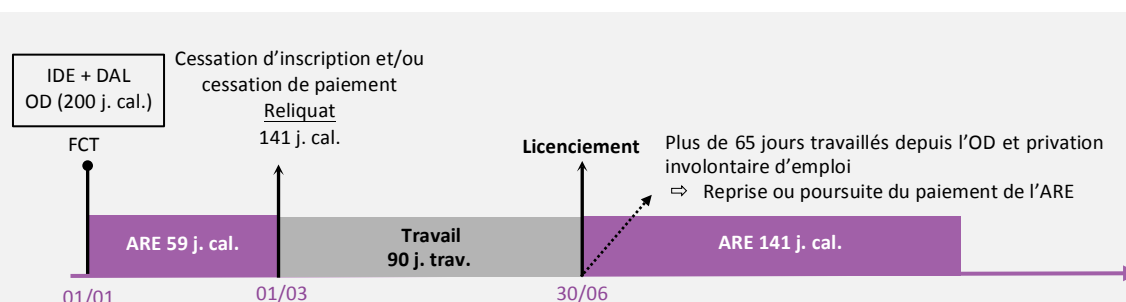 IDE + DAL
OD (200 j. cal.)
FCT
Cessation d’inscription et/ou
cessation de paiement
Reliquat
141 j. cal.
Licenciement
Plus de 65 jours travaillés depuis l’OD et privation
involontaire d’emploi
⇨ Reprise ou poursuite du paiement de l’ARE
ARE 59 j. cal.
Travail
90 j. trav.
ARE 141 j. cal.
01/01
01/03
30/06